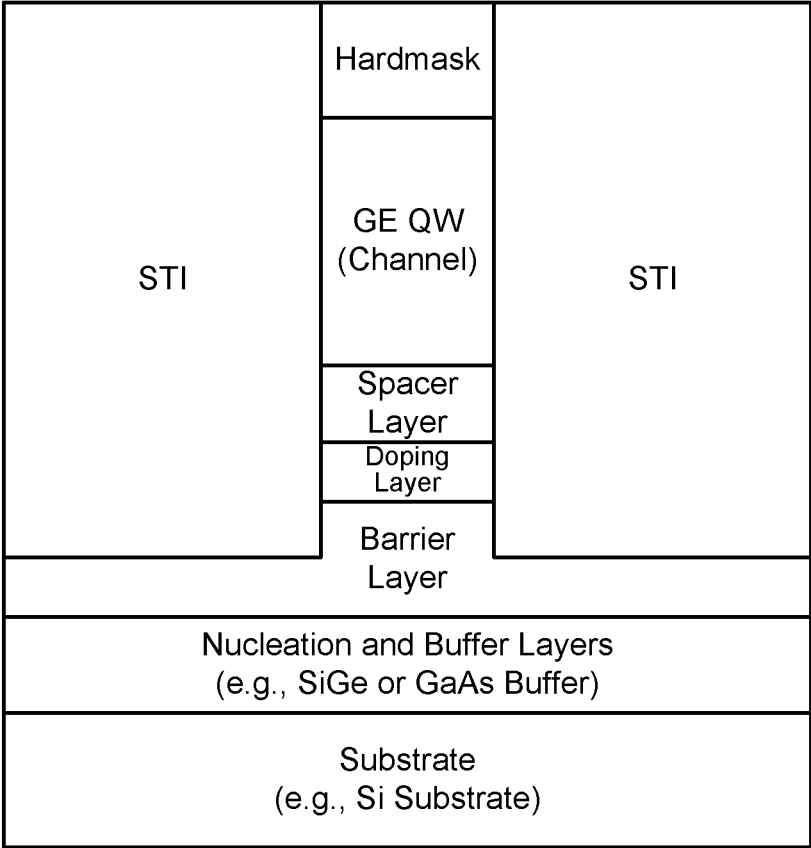 Hardmask
GE QW
(Channel)
STI
STI
Spacer
Layer
Doping
Layer
Barrier
Layer
Nucleation and Buffer Layers
(e.g., SiGe or GaAs Buffer)
Substrate
(e.g., Si Substrate)